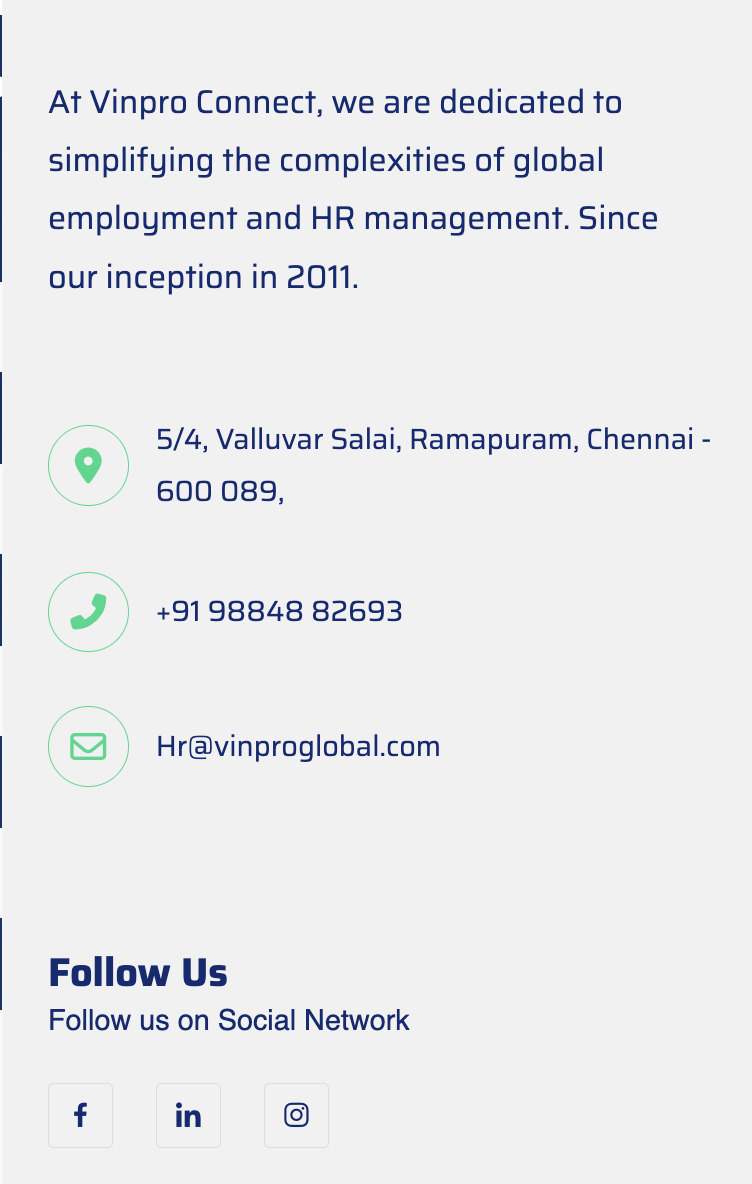 At Vinpro Connect, we are dedicated to
simplifying the complexities of global
employment and HR management. Since
our inception in 2011.
5/4, Valluvar Salai, Ramapuram, Chennai -
600 089,
+91 98848 82693
Hr@vinproglobal.com
Follow Us
Follow us on Social Network